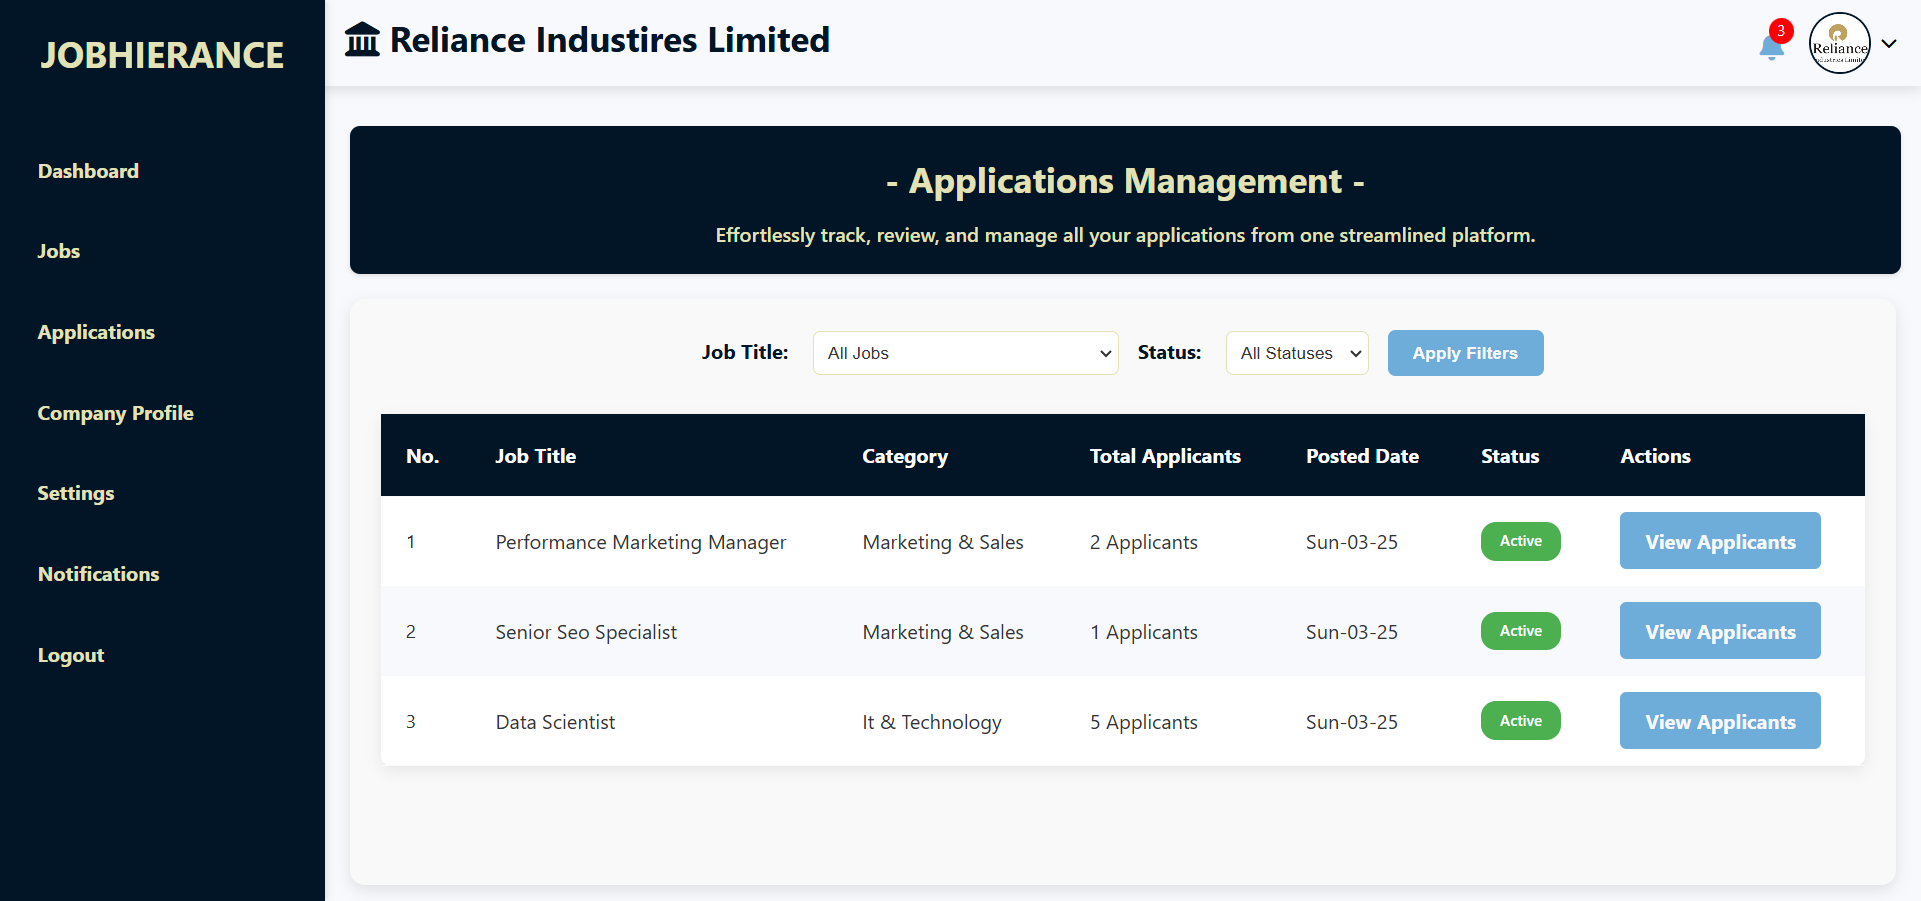 JOBHIERANCE
Dashboard
Jobs
Applications
Company Profile
Settings
Notifications
Logout
Reliance Industires Limited
3
Reliance
- Applications Management -
Effortlessly track, review, and manage all your applications from one streamlined platform.
Job Title: All Jobs Status: All Statuses Apply Filters
No. Job Title Category Total Applicants Posted Date Status Actions
1 Performance Marketing Manager Marketing & Sales 2 Applicants Sun-03-25 Active View Applicants
2 Senior Seo Specialist Marketing & Sales 1 Applicants Sun-03-25 Active View Applicants
3 Data Scientist It & Technology 5 Applicants Sun-03-25 Active View Applicants